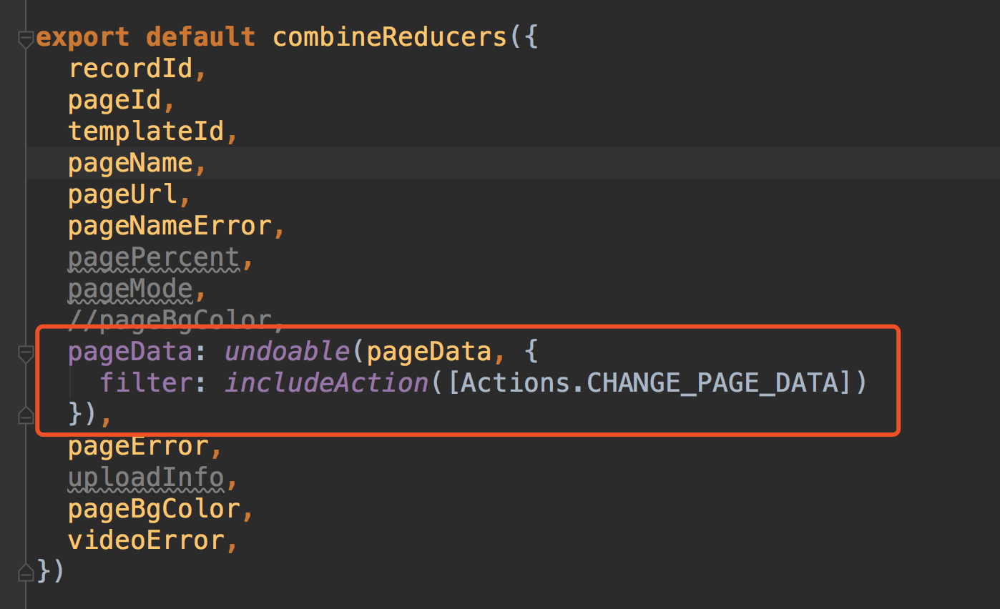 export default combineReducers({
  recordId,
  pageId,
  templateId,
  pageName,
  pageUrl,
  pageNameError,
  pagePercent,
  pageMode,
  //pageBgColor,
  pageData: undoable(pageData, {
    filter: includeAction([Actions.CHANGE_PAGE_DATA])
  }),
  pageError,
  uploadInfo,
  pageBgColor,
  videoError,
})